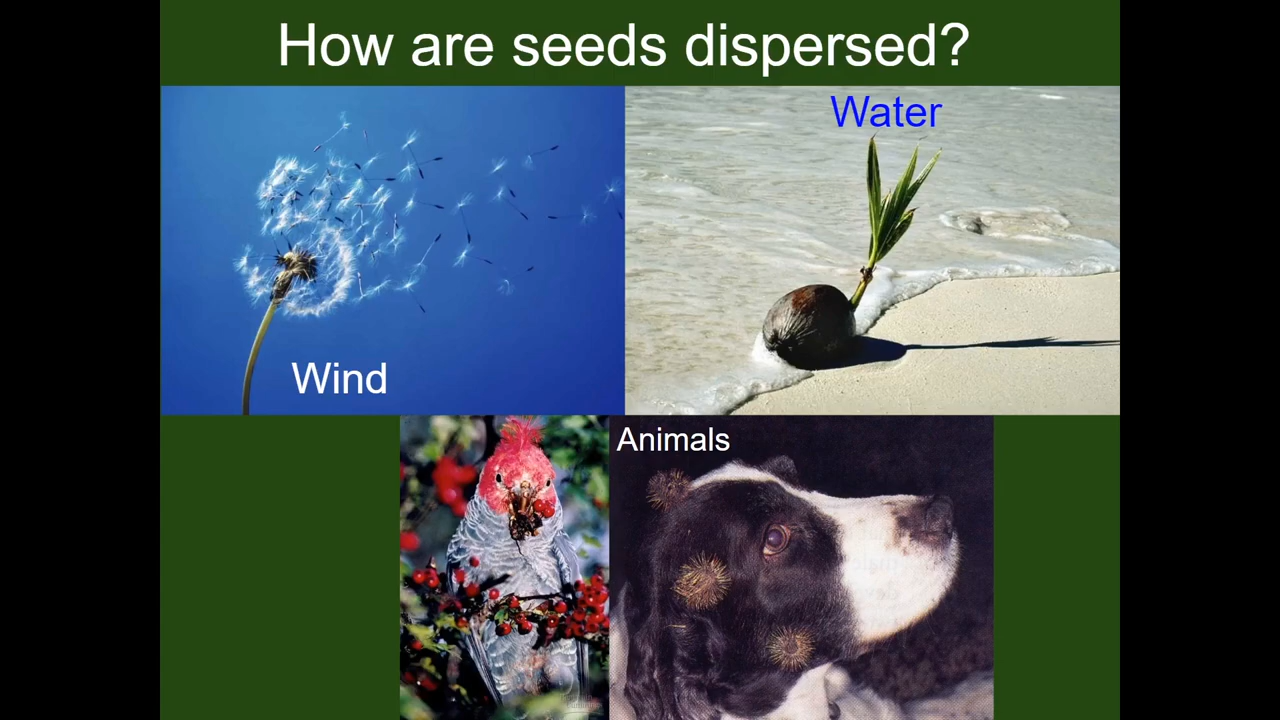 How are seeds dispersed?
Water
Wind
Animals